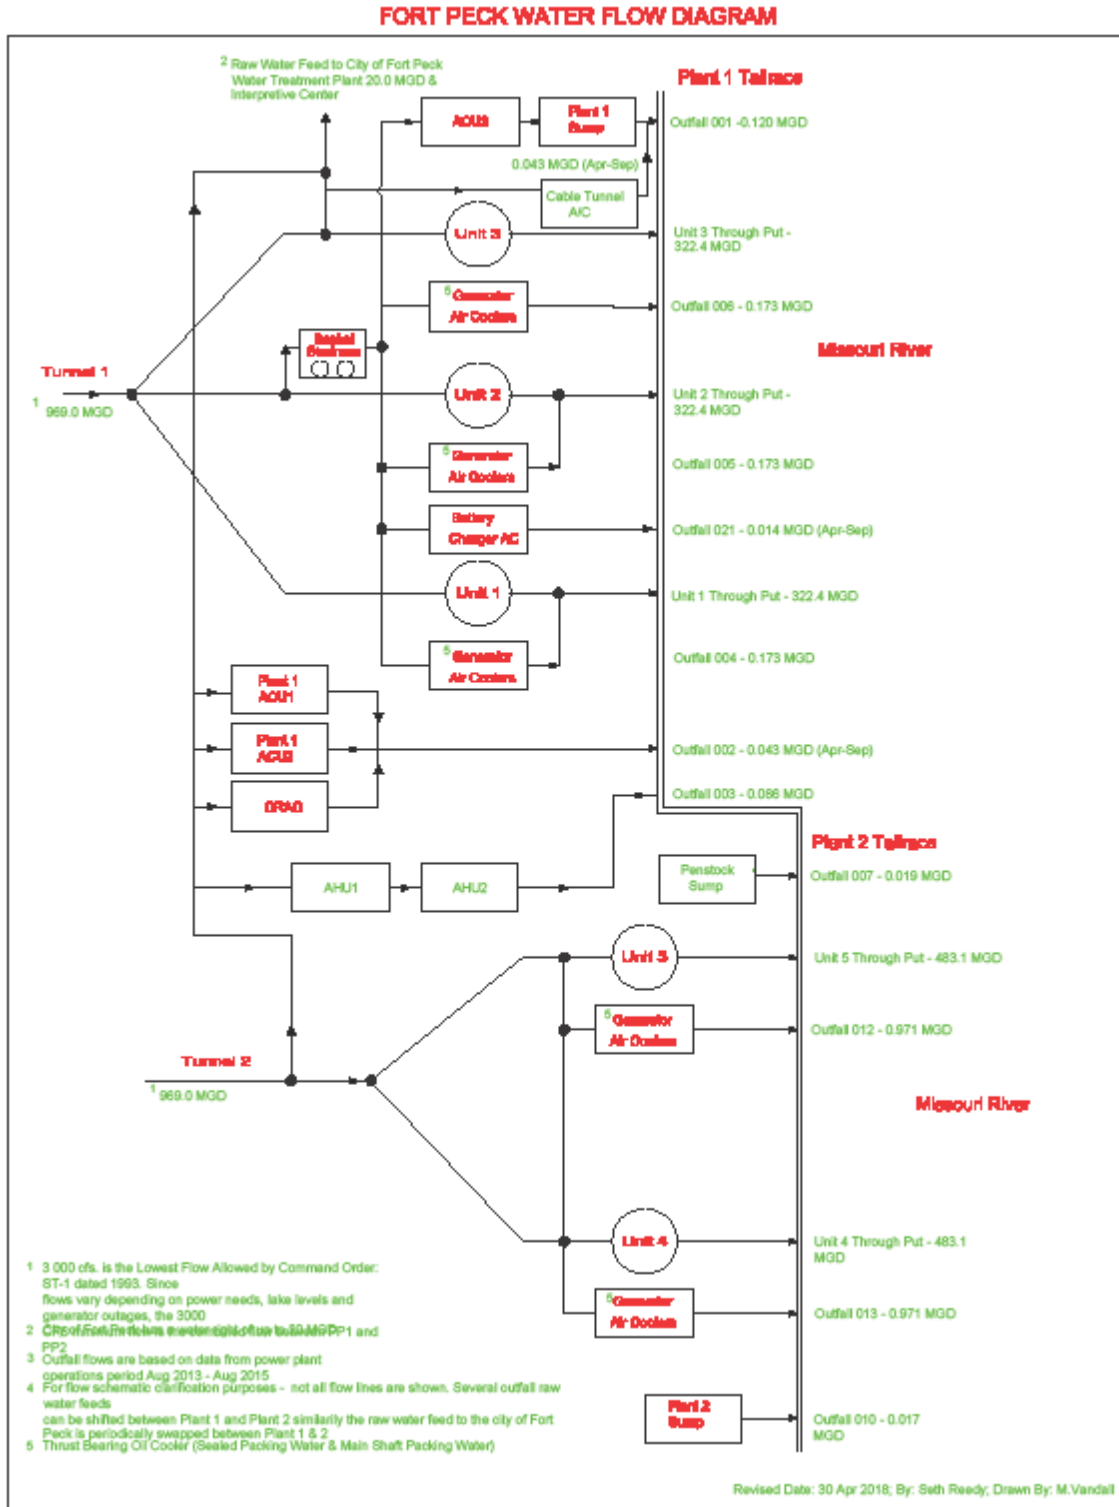 FORT PECK WATER FLOW DIAGRAM
2 Raw Water Feed to City of Fort Peck
Water Treatment Plant 20.0 MGD &
Interpretive Center
Plant 1 Tailrace
Plant 1
Sump
Outfall 001 -0.120 MGD
0.043 MGD (Apr-Sep)
Cable Tunnel
A/C
Unit 3
Unit 3 Through Put -
322.4 MGD
5 Generator
Air Coolers
Outfall 006 - 0.173 MGD
Missouri River
Tunnel 1
1 969.0 MGD
Unit 2
Unit 2 Through Put -
322.4 MGD
5 Generator
Air Coolers
Outfall 005 - 0.173 MGD
Battery
Charger AC
Outfall 021 - 0.014 MGD (Apr-Sep)
Unit 1
Unit 1 Through Put - 322.4 MGD
5 Generator
Air Coolers
Outfall 004 - 0.173 MGD
Plant 1
ACU1
Plant 1
Outfall 002 - 0.043 MGD (Apr-Sep)
Outfall 003 - 0.086 MGD
Plant 2 Tailrace
AHU1
AHU2
Penstock
Sump
Outfall 007 - 0.019 MGD
Unit 5
Unit 5 Through Put - 483.1 MGD
5 Generator
Air Coolers
Outfall 012 - 0.971 MGD
Tunnel 2
1 969.0 MGD
Missouri River
Unit 4
Unit 4 Through Put - 483.1
MGD
5 Generator
Air Coolers
Outfall 013 - 0.971 MGD
Plant 2
Sump
Outfall 010 - 0.017
MGD
1 3 000 cfs. is the Lowest Flow Allowed by Command Order:
ST-1 dated 1993. Since
flows vary depending on power needs, lake levels and
generator outages, the 3000
2 PP1 and
PP2
3 Outfall flows are based on data from power plant
operations period Aug 2013 - Aug 2015
4 For flow schematic clarification purposes - not all flow lines are shown. Several outfall raw
water feeds
can be shifted between Plant 1 and Plant 2 similarily the raw water feed to the city of Fort
Peck is periodically swapped between Plant 1 & 2
5 Thrust Bearing Oil Cooler (Sealed Packing Water & Main Shaft Packing Water)
Revised Date: 30 Apr 2018; By: Seth Reedy; Drawn By: M.Vandall